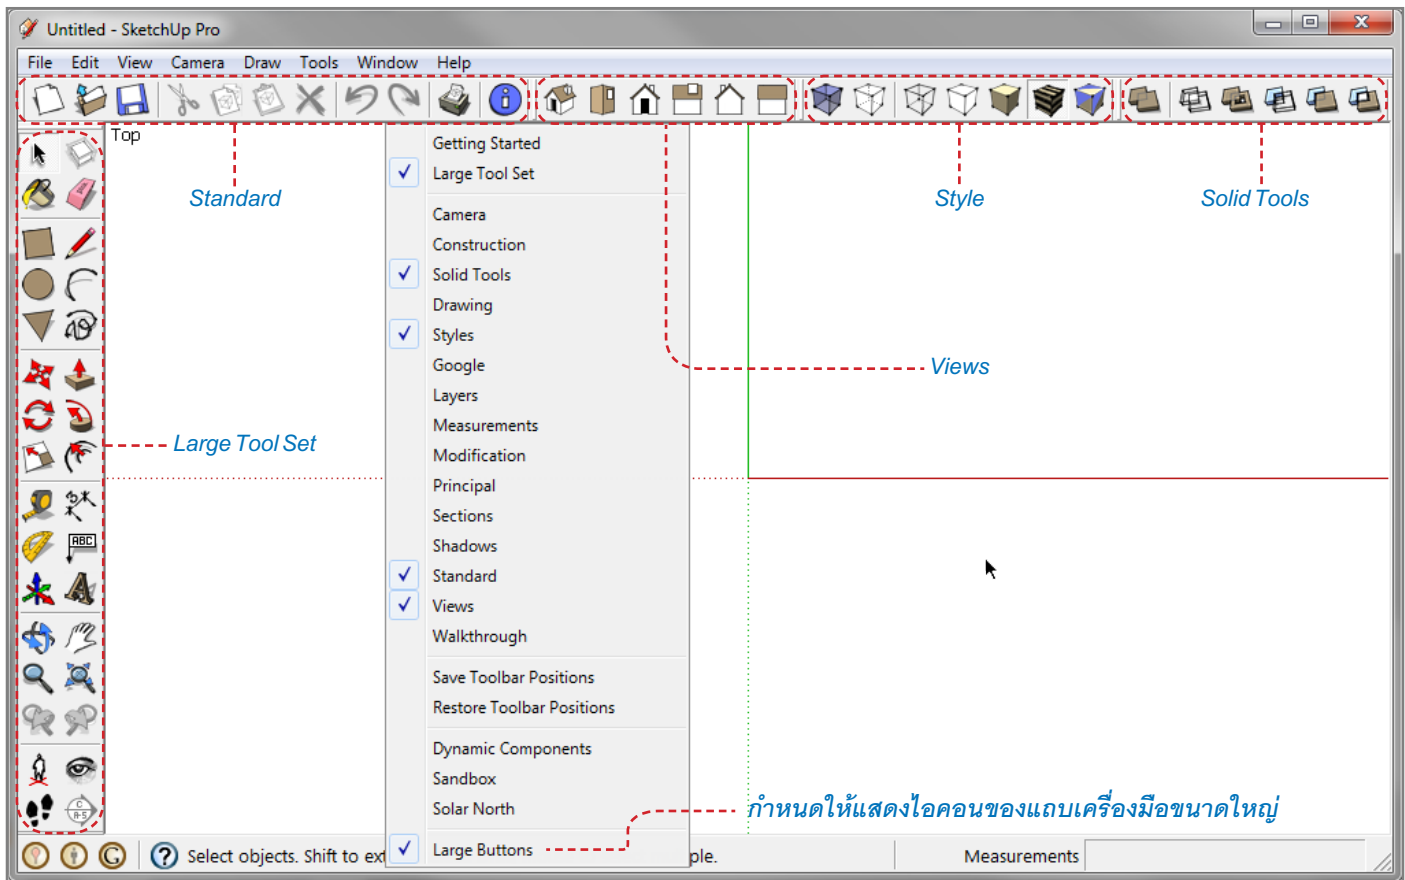 Untitled - SketchUp Pro
File Edit View Camera Draw Tools Window Help
Top
Standard
Style
Solid Tools
Views
Large Tool Set
Getting Started
Large Tool Set
Camera
Construction
Solid Tools
Drawing
Styles
Google
Layers
Measurements
Modification
Principal
Sections
Shadows
Standard
Views
Walkthrough
Save Toolbar Positions
Restore Toolbar Positions
Dynamic Components
Sandbox
Solar North
Large Buttons
กำหนดให้แสดงไอคอนของแถบเครื่องมือขนาดใหญ่
ABC
A
C
A-5
G
Select objects. Shift to ext
ple.
Measurements